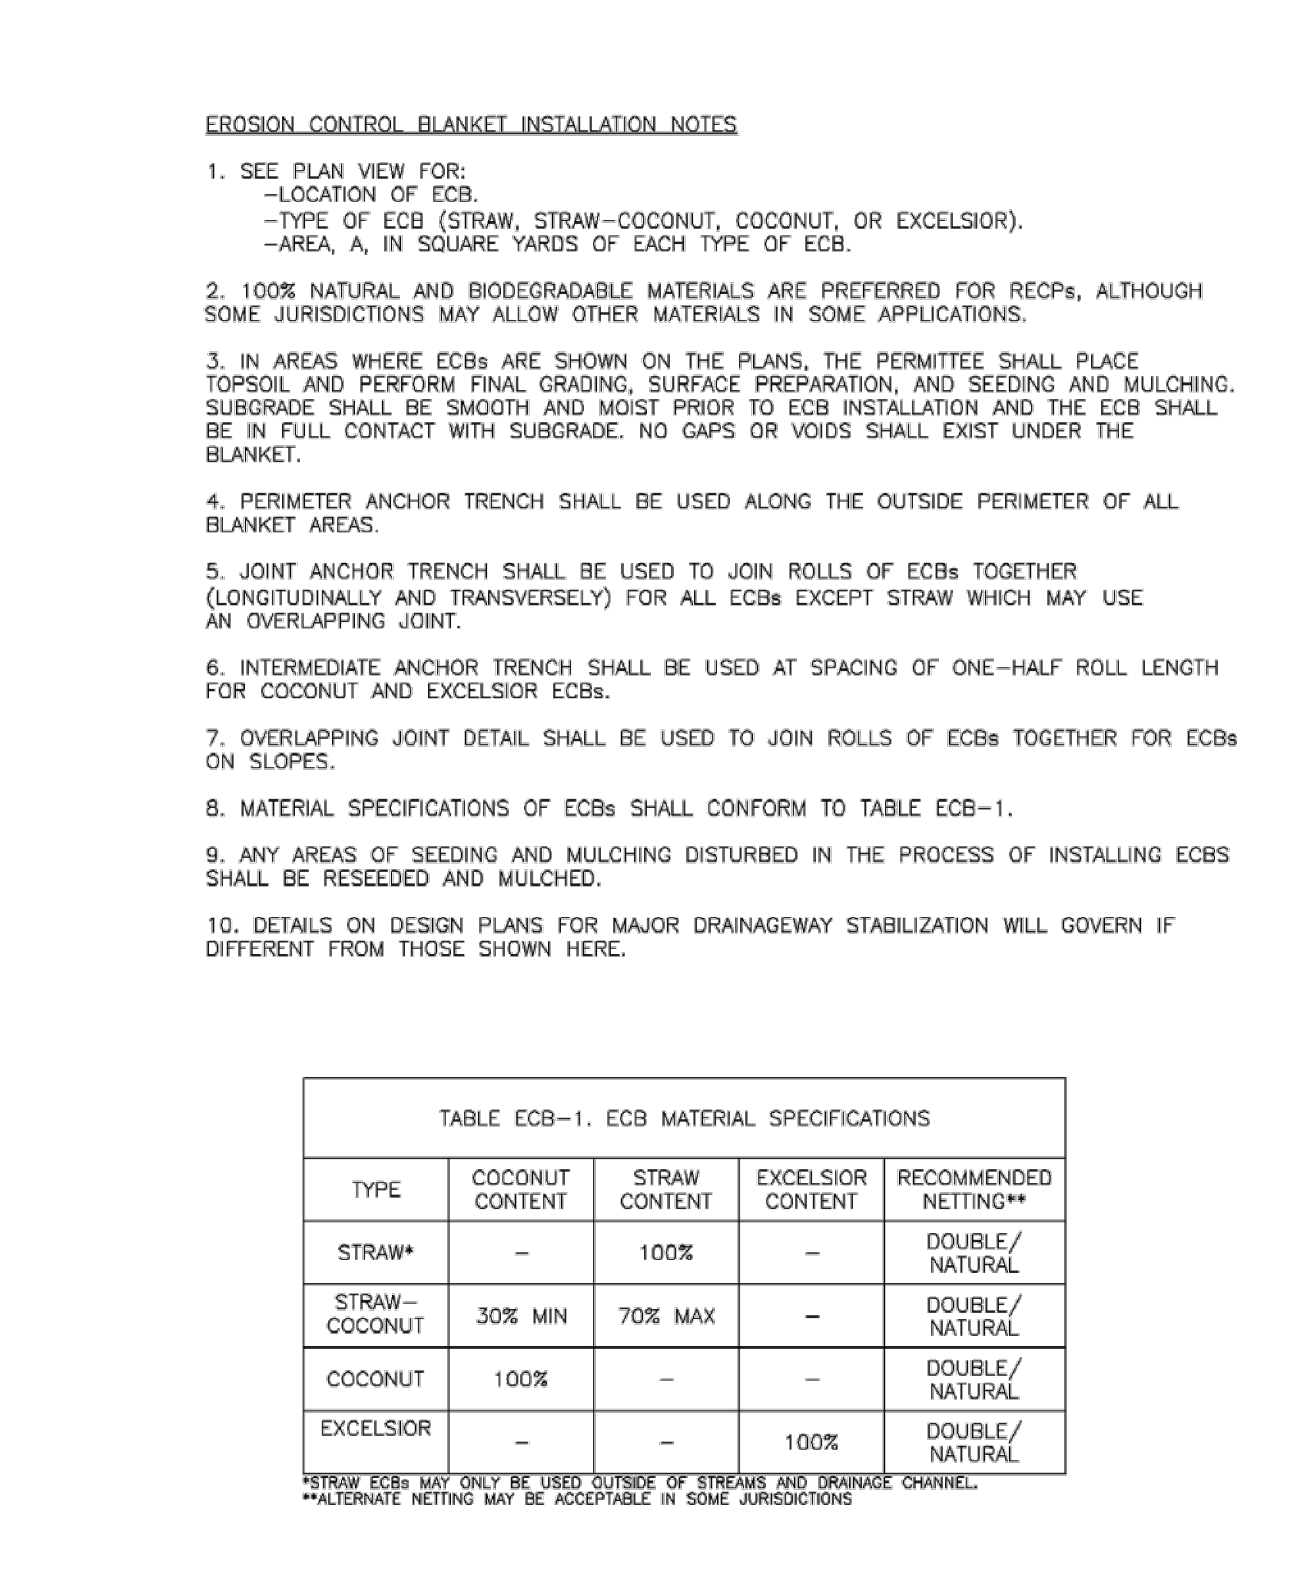 EROSION CONTROL BLANKET INSTALLATION NOTES
1. SEE PLAN VIEW FOR:
-LOCATION OF ECB.
-TYPE OF ECB (STRAW, STRAW-COCONUT, COCONUT, OR EXCELSIOR).
-AREA, A, IN SQUARE YARDS OF EACH TYPE OF ECB.
2. 100% NATURAL AND BIODEGRADABLE MATERIALS ARE PREFERRED FOR RECPs, ALTHOUGH
SOME JURISDICTIONS MAY ALLOW OTHER MATERIALS IN SOME APPLICATIONS.
3. IN AREAS WHERE ECBs ARE SHOWN ON THE PLANS, THE PERMITTEE SHALL PLACE
TOPSOIL AND PERFORM FINAL GRADING, SURFACE PREPARATION, AND SEEDING AND MULCHING.
SUBGRADE SHALL BE SMOOTH AND MOIST PRIOR TO ECB INSTALLATION AND THE ECB SHALL
BE IN FULL CONTACT WITH SUBGRADE. NO GAPS OR VOIDS SHALL EXIST UNDER THE
BLANKET.
4. PERIMETER ANCHOR TRENCH SHALL BE USED ALONG THE OUTSIDE PERIMETER OF ALL
BLANKET AREAS.
5. JOINT ANCHOR TRENCH SHALL BE USED TO JOIN ROLLS OF ECBs TOGETHER
(LONGITUDINALLY AND TRANSVERSELY) FOR ALL ECBs EXCEPT STRAW WHICH MAY USE
AN OVERLAPPING JOINT.
6. INTERMEDIATE ANCHOR TRENCH SHALL BE USED AT SPACING OF ONE-HALF ROLL LENGTH
FOR COCONUT AND EXCELSIOR ECBs.
7. OVERLAPPING JOINT DETAIL SHALL BE USED TO JOIN ROLLS OF ECBs TOGETHER FOR ECBs
ON SLOPES.
8. MATERIAL SPECIFICATIONS OF ECBs SHALL CONFORM TO TABLE ECB-1.
9. ANY AREAS OF SEEDING AND MULCHING DISTURBED IN THE PROCESS OF INSTALLING ECBS
SHALL BE RESEEDED AND MULCHED.
10. DETAILS ON DESIGN PLANS FOR MAJOR DRAINAGEWAY STABILIZATION WILL GOVERN IF
DIFFERENT FROM THOSE SHOWN HERE.
TABLE ECB-1. ECB MATERIAL SPECIFICATIONS
TYPE COCONUT CONTENT STRAW CONTENT EXCELSIOR CONTENT RECOMMENDED NETTING**
STRAW* - 100% - DOUBLE/ NATURAL
STRAW- COCONUT 30% MIN 70% MAX - DOUBLE/ NATURAL
COCONUT 100% - - DOUBLE/ NATURAL
EXCELSIOR - - 100% DOUBLE/ NATURAL
*STRAW ECBs MAY ONLY BE USED OUTSIDE OF STREAMS AND DRAINAGE CHANNEL.
**ALTERNATE NETTING MAY BE ACCEPTABLE IN SOME JURISDICTIONS